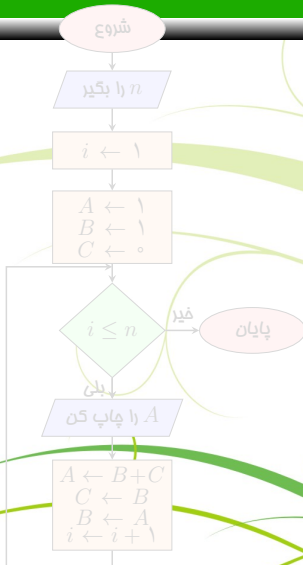 شروع
n را بگیر
i ← ۱
A ← ۱
B ← ۱
C ← ۰
i ≤ n
خیر
پایان
بلی
A را چاپ کن
A ← B+C
C ← B
B ← A
i ← i + ۱